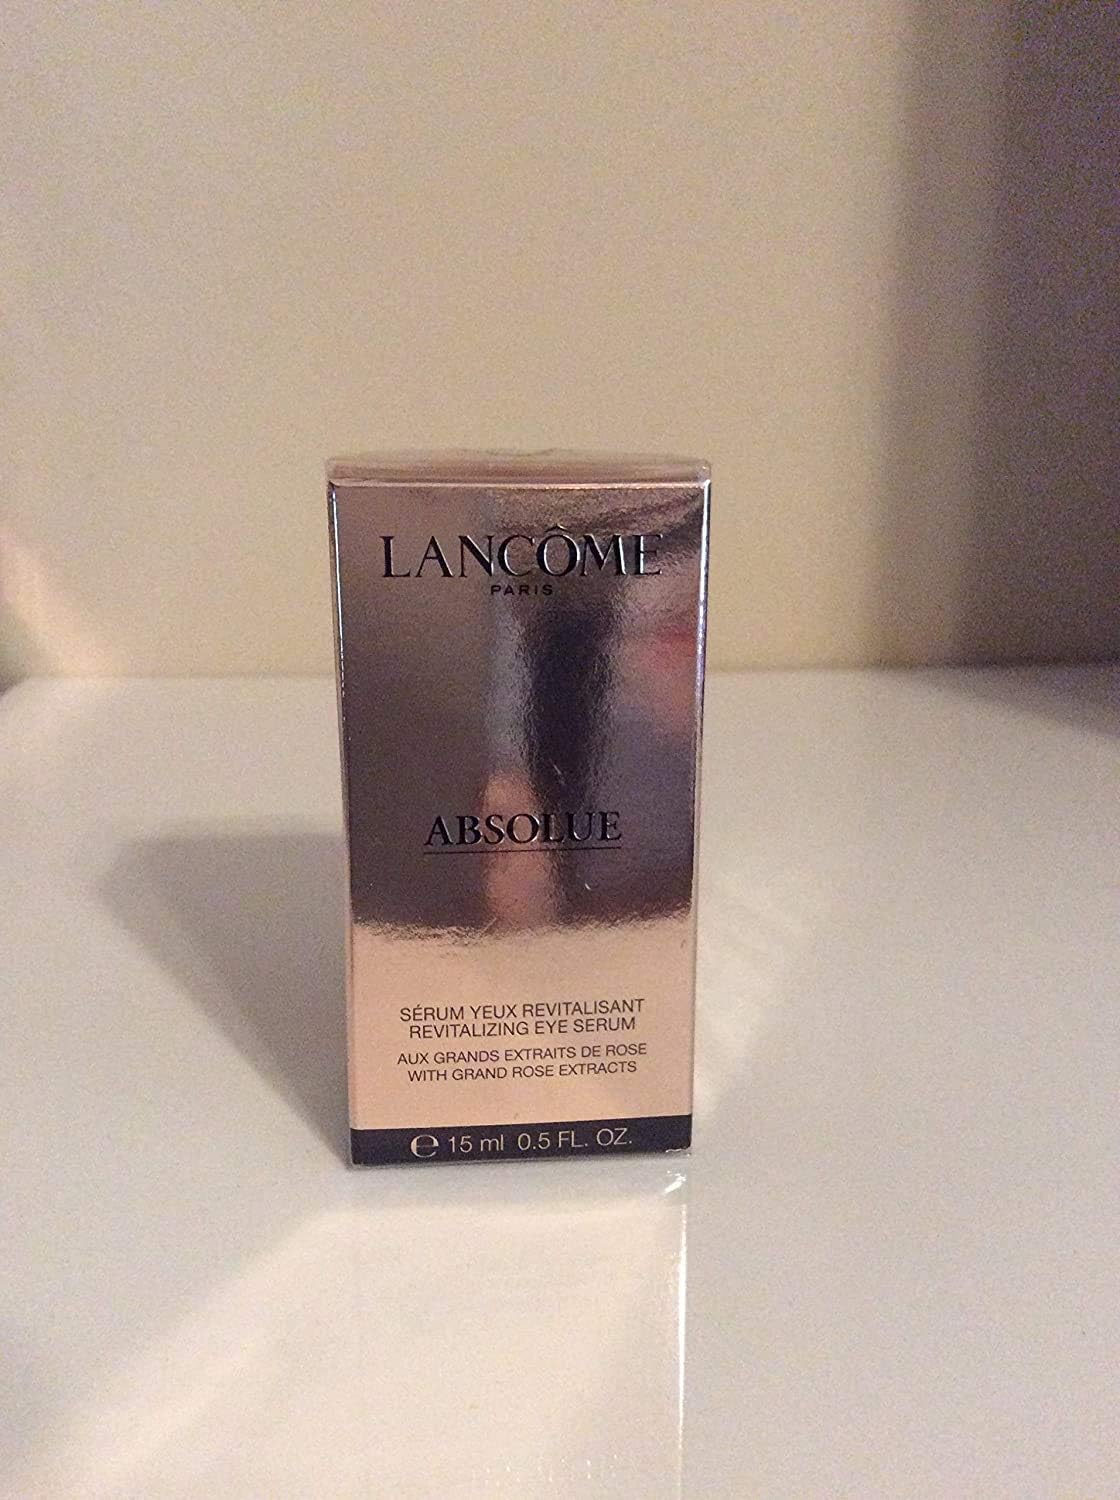 LANCÔME
PARIS
ABSOLUE
SÉRUM YEUX REVITALISANT
REVITALIZING EYE SERUM
AUX GRANDS EXTRAITS DE ROSE
WITH GRAND ROSE EXTRACTS
℮ 15 ml 0.5 FL. OZ.